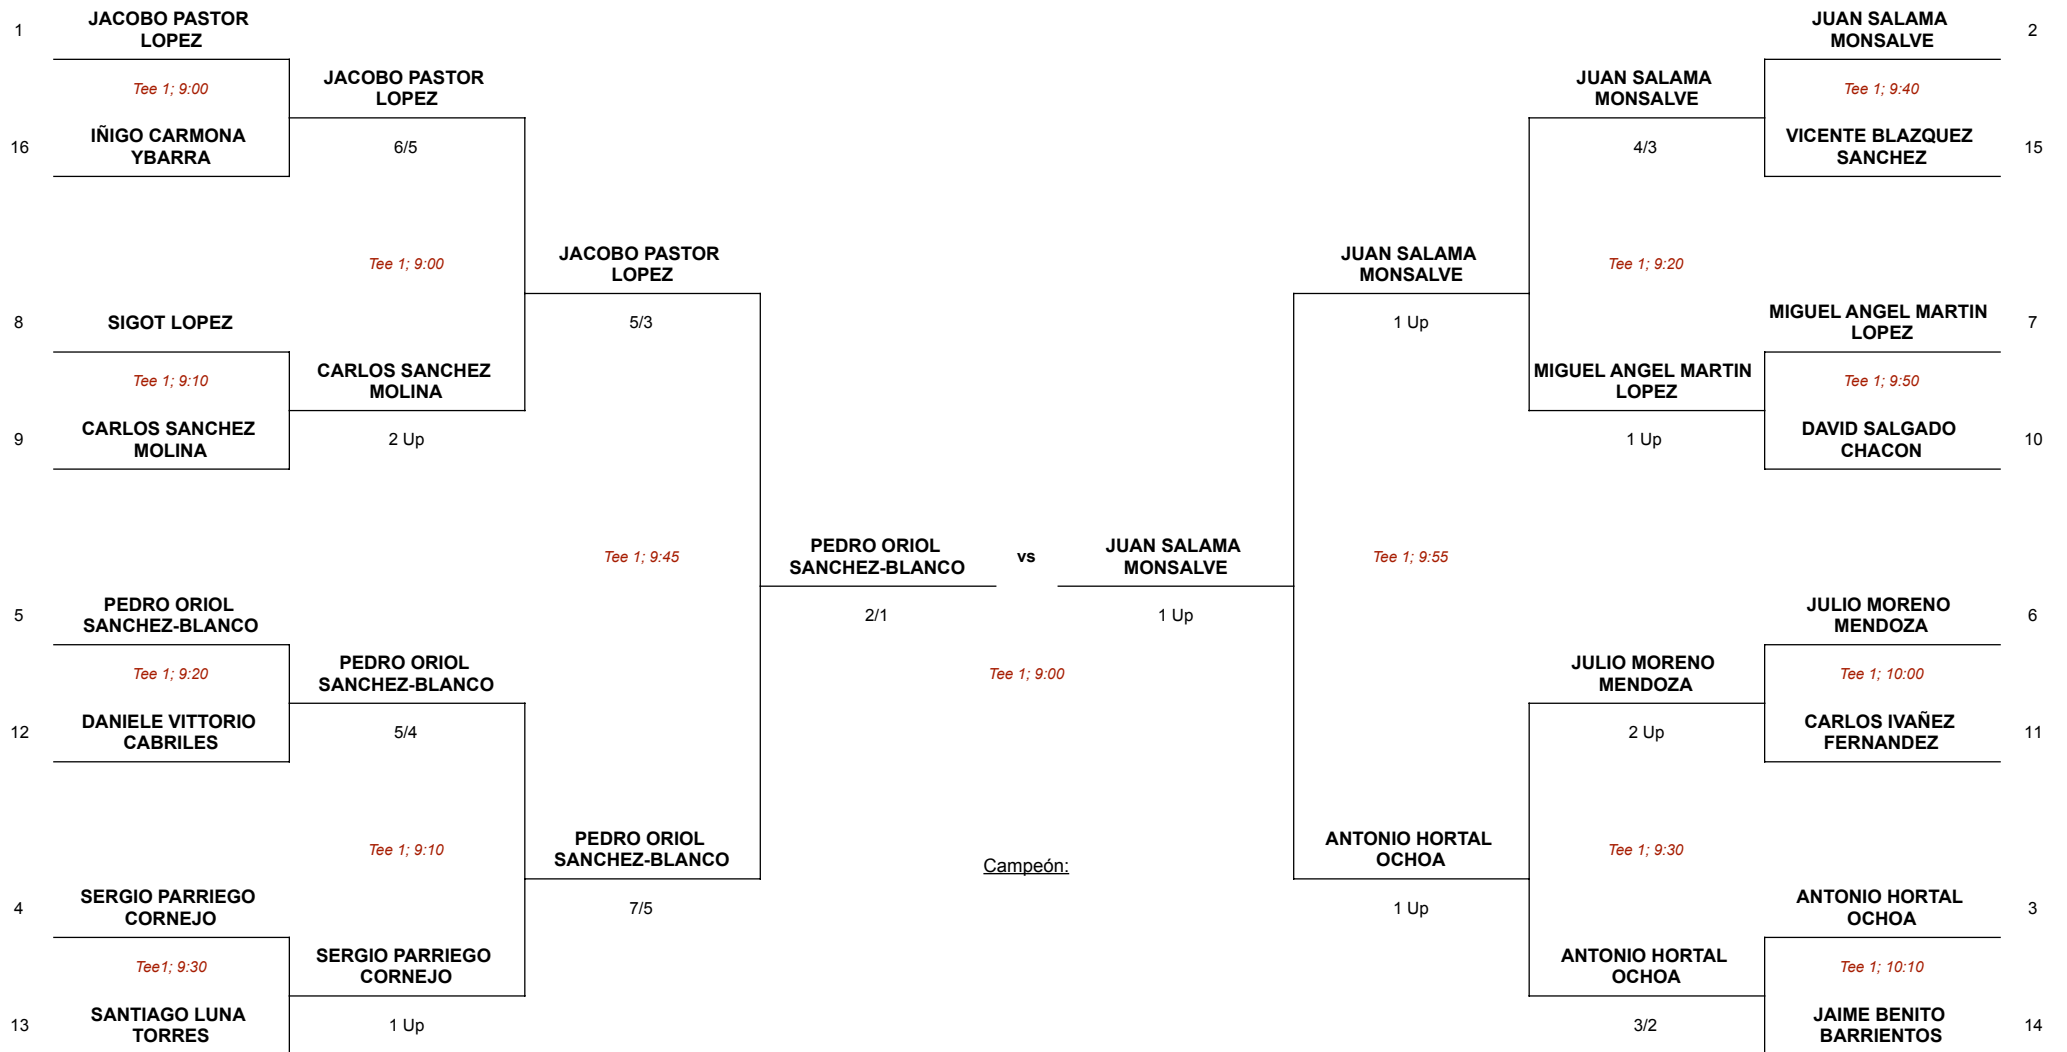 1
JACOBO PASTOR
LOPEZ
Tee 1; 9:00
16
IÑIGO CARMONA
YBARRA
JACOBO PASTOR
LOPEZ
6/5
Tee 1; 9:00
8
SIGOT LOPEZ
Tee 1; 9:10
9
CARLOS SANCHEZ
MOLINA
CARLOS SANCHEZ
MOLINA
2 Up
JACOBO PASTOR
LOPEZ
5/3
Tee 1; 9:45
5
PEDRO ORIOL
SANCHEZ-BLANCO
Tee 1; 9:20
12
DANIELE VITTORIO
CABRILES
PEDRO ORIOL
SANCHEZ-BLANCO
5/4
Tee 1; 9:10
4
SERGIO PARRIEGO
CORNEJO
Tee1; 9:30
13
SANTIAGO LUNA
TORRES
SERGIO PARRIEGO
CORNEJO
1 Up
PEDRO ORIOL
SANCHEZ-BLANCO
7/5
PEDRO ORIOL
SANCHEZ-BLANCO
2/1
vs
Tee 1; 9:00
Campeón:
JUAN SALAMA
MONSALVE
1 Up
JUAN SALAMA
MONSALVE
1 Up
Tee 1; 9:55
ANTONIO HORTAL
OCHOA
1 Up
JUAN SALAMA
MONSALVE
4/3
Tee 1; 9:20
MIGUEL ANGEL MARTIN
LOPEZ
1 Up
JULIO MORENO
MENDOZA
2 Up
Tee 1; 9:30
ANTONIO HORTAL
OCHOA
3/2
JUAN SALAMA
MONSALVE
2
Tee 1; 9:40
VICENTE BLAZQUEZ
SANCHEZ
15
MIGUEL ANGEL MARTIN
LOPEZ
7
Tee 1; 9:50
DAVID SALGADO
CHACON
10
JULIO MORENO
MENDOZA
6
Tee 1; 10:00
CARLOS IVAÑEZ
FERNANDEZ
11
ANTONIO HORTAL
OCHOA
3
Tee 1; 10:10
JAIME BENITO
BARRIENTOS
14